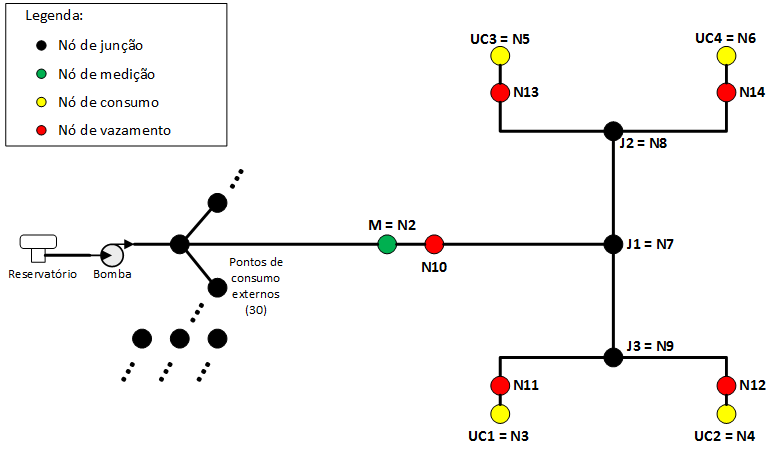 Legenda:
Nó de junção
Nó de medição
Nó de consumo
Nó de vazamento
UC3 = N5
UC4 = N6
N13
N14
J2 = N8
M = N2
J1 = N7
N10
Reservatório
Bomba
Pontos de
consumo
externos
(30)
J3 = N9
N11
N12
UC1 = N3
UC2 = N4